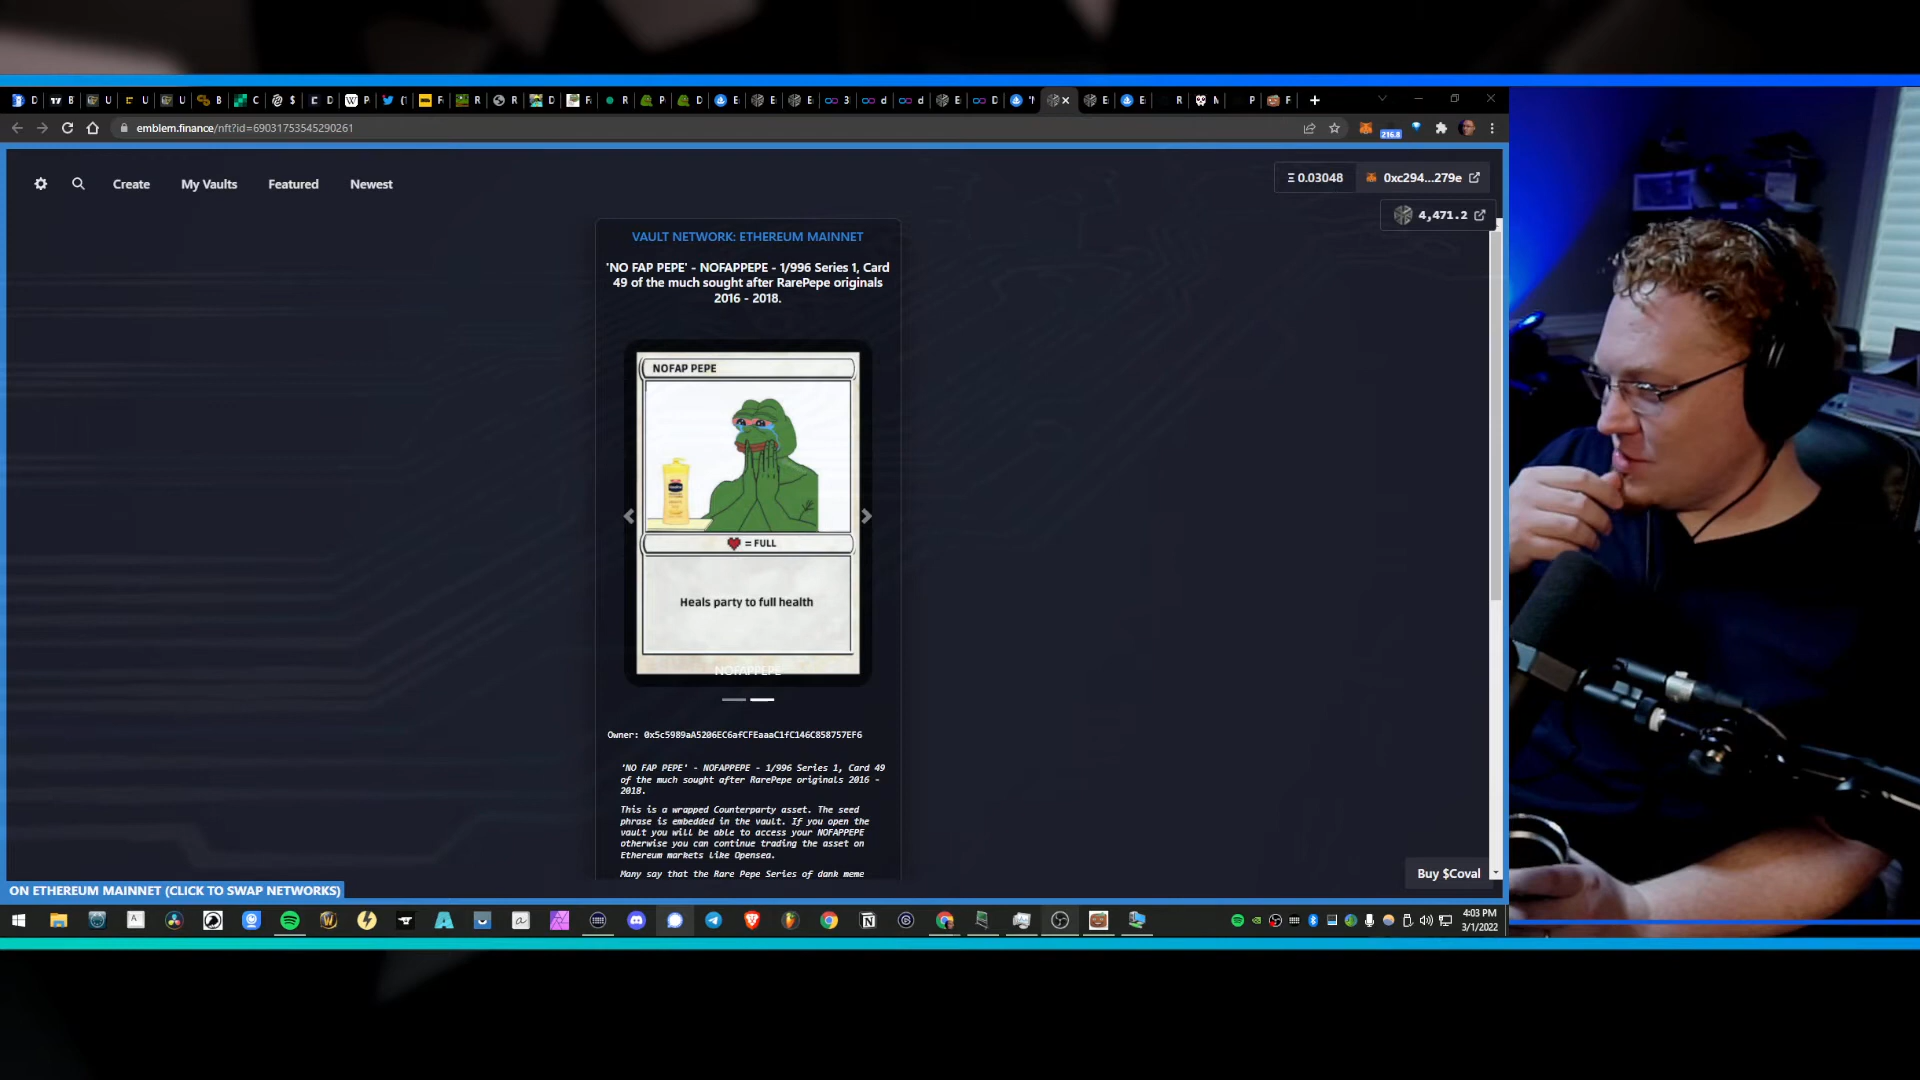 D
B
U
U
U
B
C
$
D
P
(1
F
R
R
D
F
R
P
D
E
E
E
3
d
d
E
D
'N
E
E
R
M
P
F
emblem.finance/nft?id=69031753545290261
216.8
Create My Vaults Featured Newest
Ξ 0.03048 0xc294...279e
4,471.2
VAULT NETWORK: ETHEREUM MAINNET
'NO FAP PEPE' - NOFAPPEPE - 1/996 Series 1, Card
49 of the much sought after RarePepe originals
2016 - 2018.
NOFAP PEPE
= FULL
Heals party to full health
NOFAPPEPE
Owner: 0x5c5989aA5206EC6afCFEaaaC1fC146C858757EF6
'NO FAP PEPE' - NOFAPPEPE - 1/996 Series 1, Card 49
of the much sought after RarePepe originals 2016 -
2018.
This is a wrapped Counterparty asset. The seed
phrase is embedded in the vault. If you open the
vault you will be able to access your NOFAPPEPE
otherwise you can continue trading the asset on
Ethereum markets like Opensea.
Many say that the Rare Pepe Series of dank meme
Buy $Coval
ON ETHEREUM MAINNET (CLICK TO SWAP NETWORKS)
4:03 PM
3/1/2022